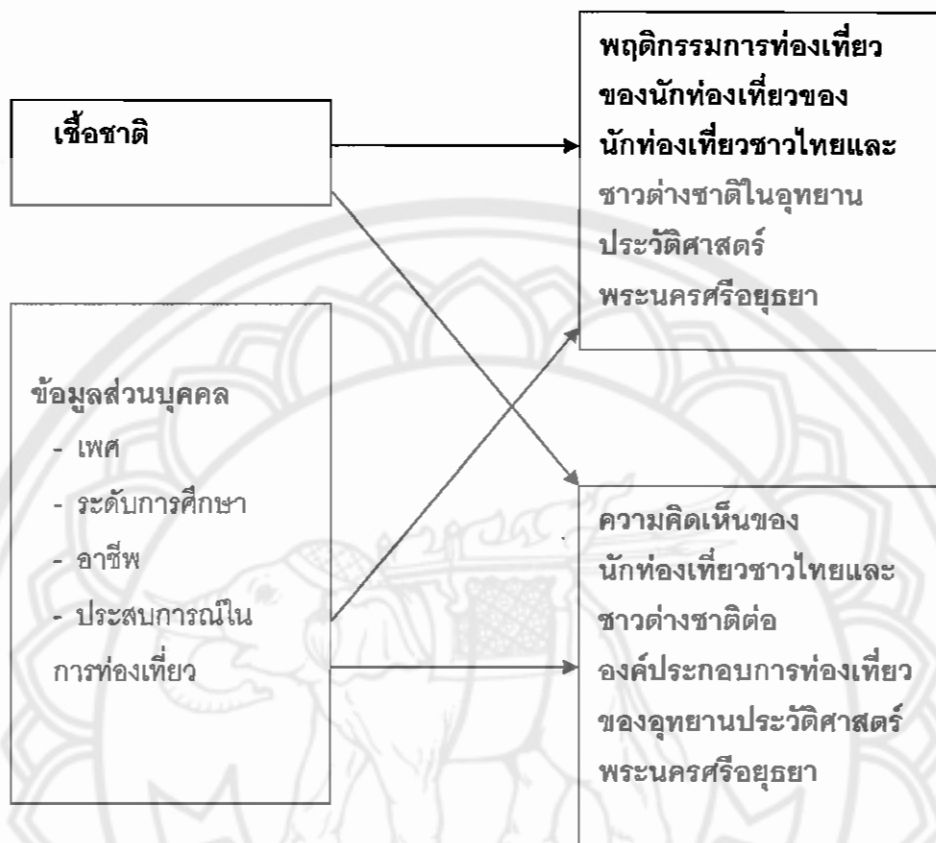 เชื้อชาติ
ข้อมูลส่วนบุคคล
- เพศ
- ระดับการศึกษา
- อาชีพ
- ประสบการณ์ใน
การท่องเที่ยว
พฤติกรรมการท่องเที่ยว
ของนักท่องเที่ยวของ
นักท่องเที่ยวชาวไทยและ
ชาวต่างชาติในอุทยาน
ประวัติศาสตร์
พระนครศรีอยุธยา
ความคิดเห็นของ
นักท่องเที่ยวชาวไทยและ
ชาวต่างชาติต่อ
องค์ประกอบการท่องเที่ยว
ของอุทยานประวัติศาสตร์
พระนครศรีอยุธยา